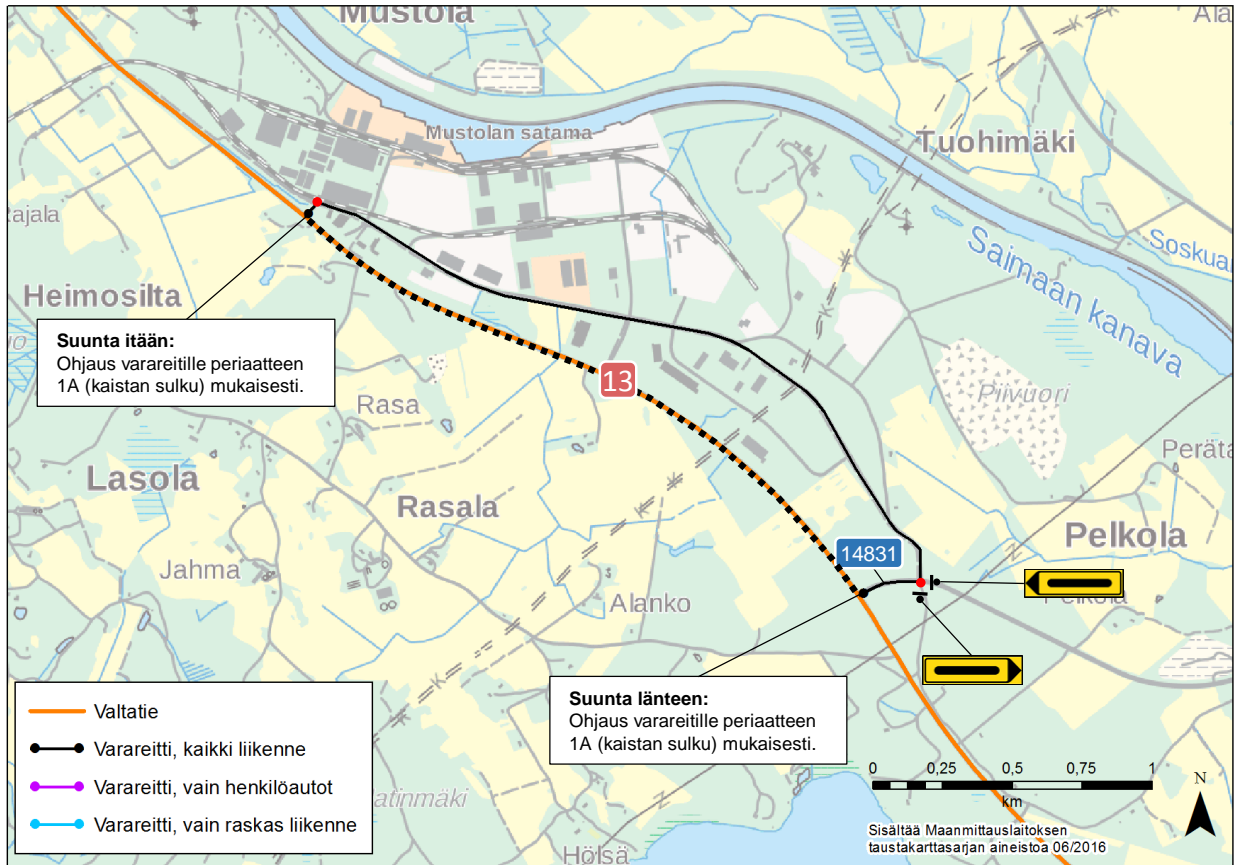 Mustola
Ala
Mustolan satama
Tuohimäki
Rajala
Soskuan
Saimaan kanava
Heimosilta
Suunta itään:
Ohjaus varareitille periaatteen
1A (kaistan sulku) mukaisesti.
13
Piivuori
Rasa
Perätä
Lasola
Rasala
Pelkola
14831
Jahma
Alanko
Pelkola
Suunta länteen:
Ohjaus varareitille periaatteen
1A (kaistan sulku) mukaisesti.
Valtatie
Varareitti, kaikki liikenne
Varareitti, vain henkilöautot
Varareitti, vain raskas liikenne
atinmäki
Hölsä
0 0,25 0,5 0,75 1
km
N
Sisältää Maanmittauslaitoksen
taustakarttasarjan aineistoa 06/2016